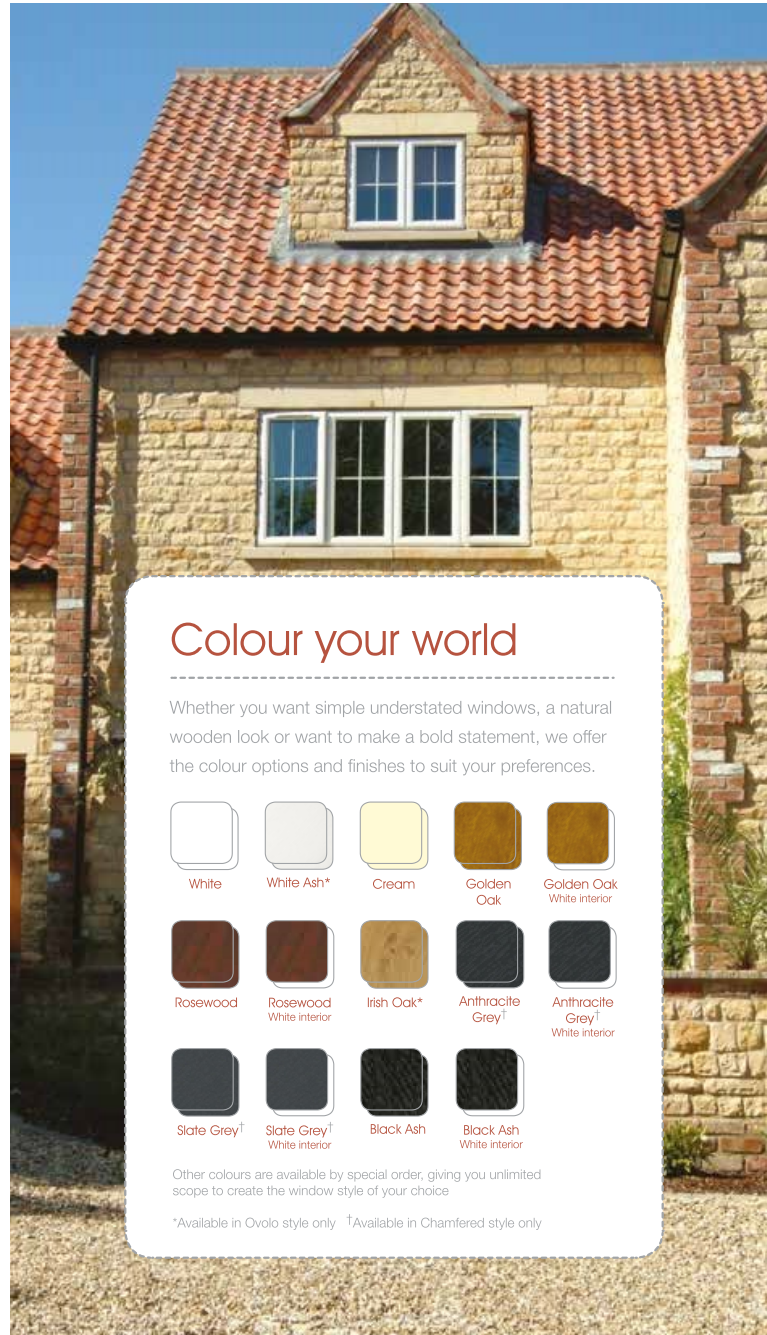 Colour your world
Whether you want simple understated windows, a natural
wooden look or want to make a bold statement, we offer
the colour options and finishes to suit your preferences.
White
White Ash*
Cream
Golden
Oak
Golden Oak
White interior
Rosewood
Rosewood
White interior
Irish Oak*
Anthracite
Grey†
Anthracite
Grey†
White interior
Slate Grey†
Slate Grey†
White interior
Black Ash
Black Ash
White interior
Other colours are available by special order, giving you unlimited
scope to create the window style of your choice
*Available in Ovolo style only †Available in Chamfered style only